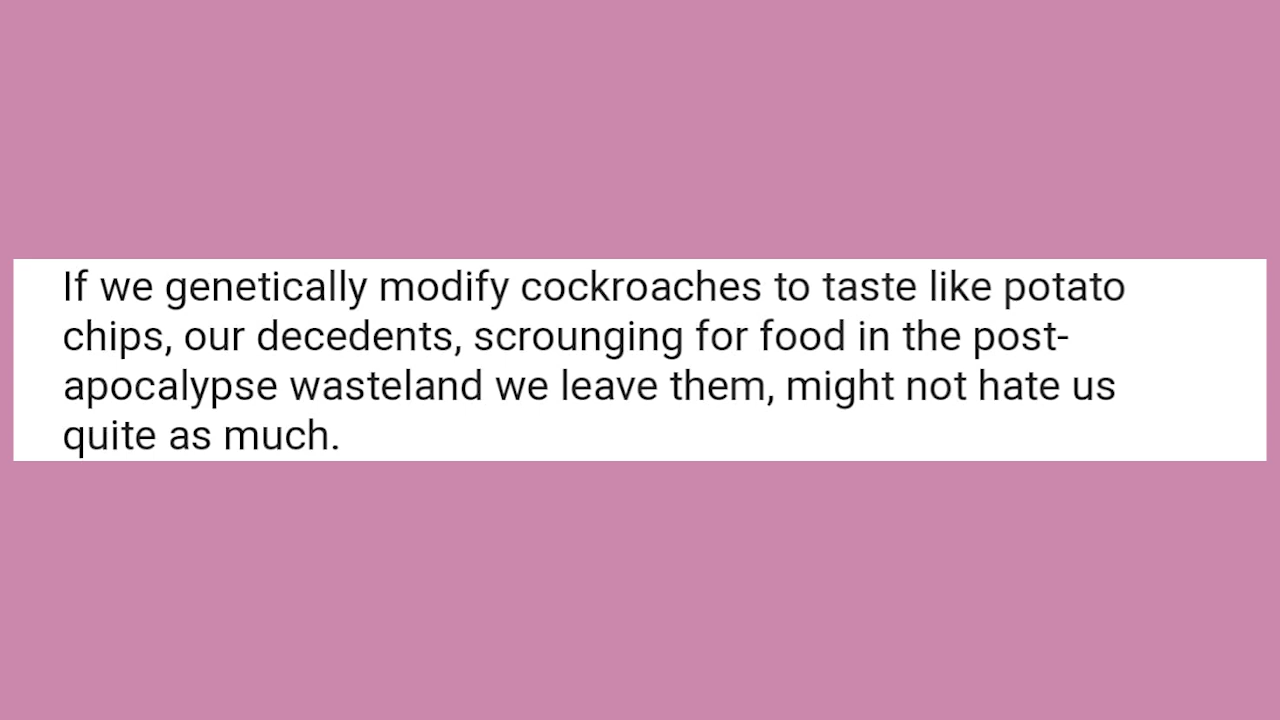 If we genetically modify cockroaches to taste like potato
chips, our decedents, scrounging for food in the post-
apocalypse wasteland we leave them, might not hate us
quite as much.